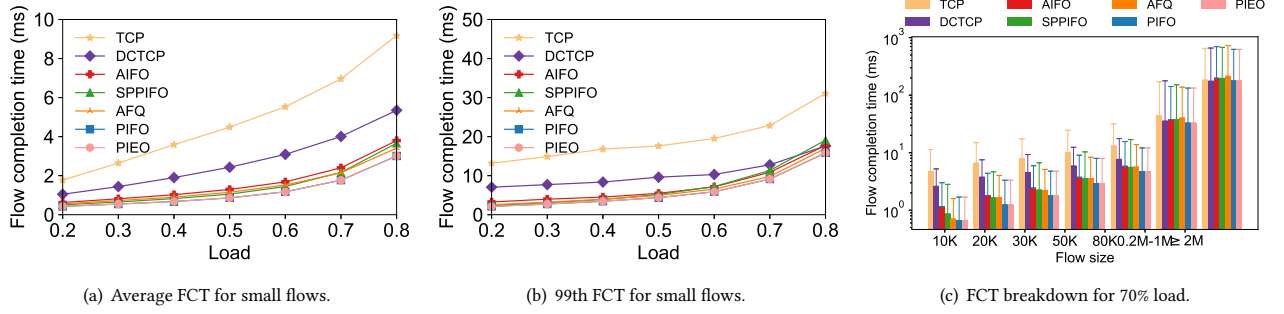 Flow completion time (ms)
10
8
6
4
2
0
TCP
DCTCP
AIFO
SPPIFO
AFQ
PIFO
PIEO
0.2 0.3 0.4 0.5 0.6 0.7 0.8
Load
(a) Average FCT for small flows.
Flow completion time (ms)
50
40
30
20
10
0
TCP
DCTCP
AIFO
SPPIFO
AFQ
PIFO
PIEO
0.2 0.3 0.4 0.5 0.6 0.7 0.8
Load
(b) 99th FCT for small flows.
TCP AIFO AFQ PIEO
DCTCP SPPIFO PIFO
Flow completion time (ms)
10³
10²
10¹
10⁰
10K 20K 30K 50K 80K0.2M-1M≥ 2M
Flow size
(c) FCT breakdown for 70% load.